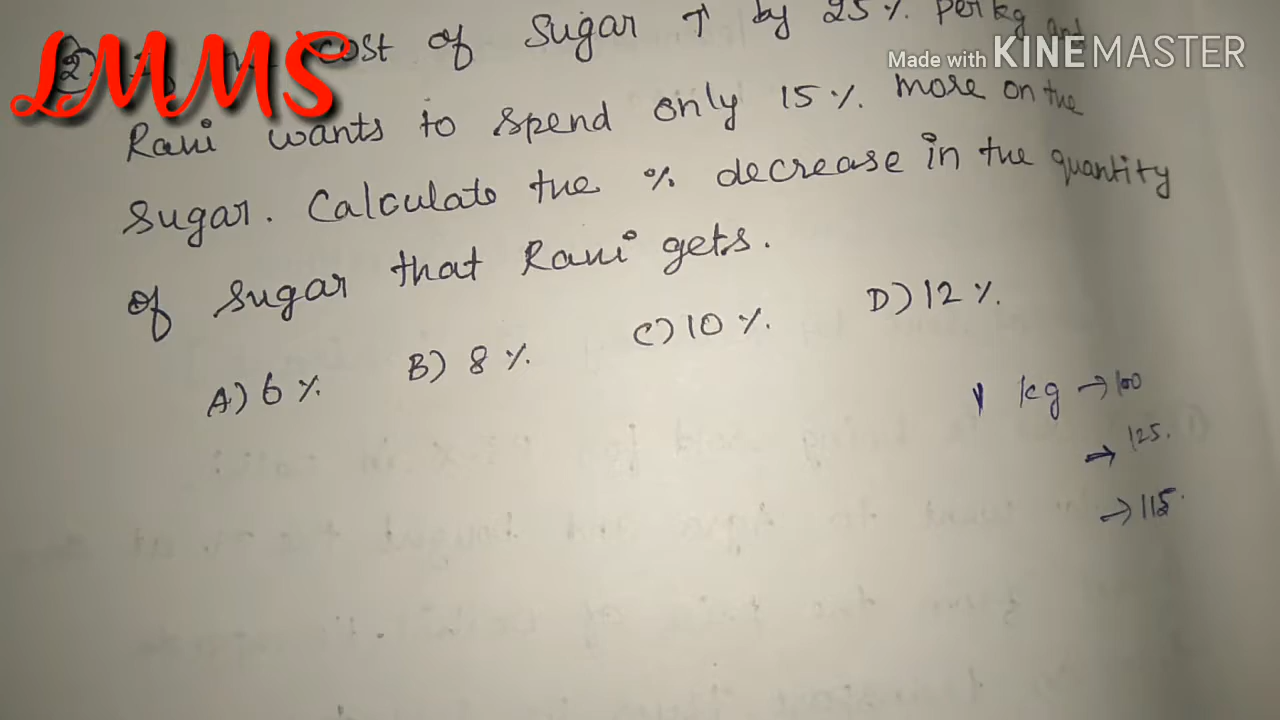 LMMS
Made with KINEMASTER
2) cost of sugar ↑ by 25 %. per kg and
Rani wants to spend only 15 %. more on the
sugar. Calculate the % decrease in the quantity
of sugar that Rani gets.
A) 6 %. B) 8 %. C) 10 %. D) 12 %.
1 kg → 100
→ 125.
→ 115.